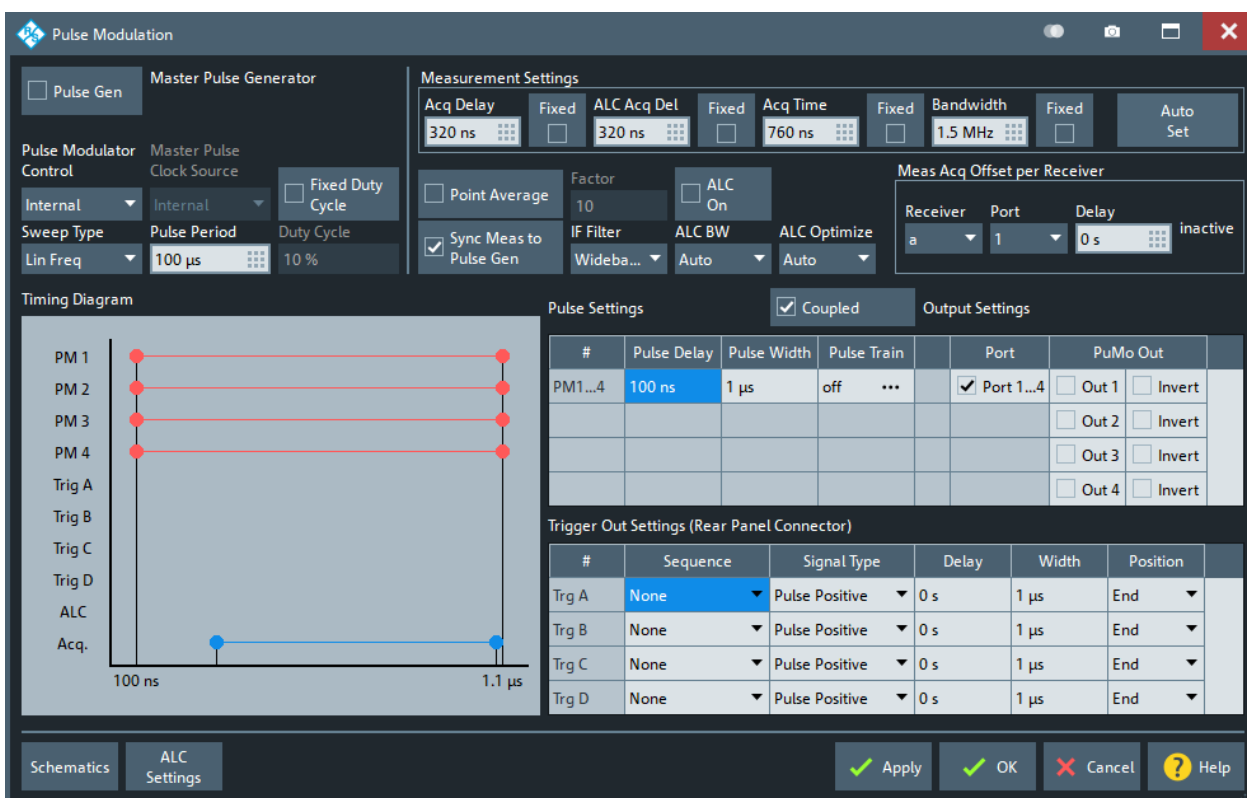 Pulse Modulation
Pulse Gen
Master Pulse Generator
Pulse Modulator Control
Internal
Master Pulse Clock Source
Internal
Fixed Duty Cycle
Sweep Type
Lin Freq
Pulse Period
100 µs
Duty Cycle
10 %
Measurement Settings
Acq Delay
320 ns
Fixed
ALC Acq Del
320 ns
Fixed
Acq Time
760 ns
Fixed
Bandwidth
1.5 MHz
Fixed
Auto Set
Point Average
Factor
10
ALC On
Sync Meas to Pulse Gen
IF Filter
Wideba...
ALC BW
Auto
ALC Optimize
Auto
Meas Acq Offset per Receiver
Receiver Port Delay
a 1 0 s inactive
Timing Diagram
PM 1
PM 2
PM 3
PM 4
Trig A
Trig B
Trig C
Trig D
ALC
Acq.
100 ns 1.1 µs
Pulse Settings
Coupled
Output Settings
# Pulse Delay Pulse Width Pulse Train Port PuMo Out
PM1...4 100 ns 1 µs off ••• Port 1...4 Out 1 Invert
Out 2 Invert
Out 3 Invert
Out 4 Invert
Trigger Out Settings (Rear Panel Connector)
# Sequence Signal Type Delay Width Position
Trg A None Pulse Positive 0 s 1 µs End
Trg B None Pulse Positive 0 s 1 µs End
Trg C None Pulse Positive 0 s 1 µs End
Trg D None Pulse Positive 0 s 1 µs End
Schematics
ALC Settings
Apply
OK
Cancel
? Help